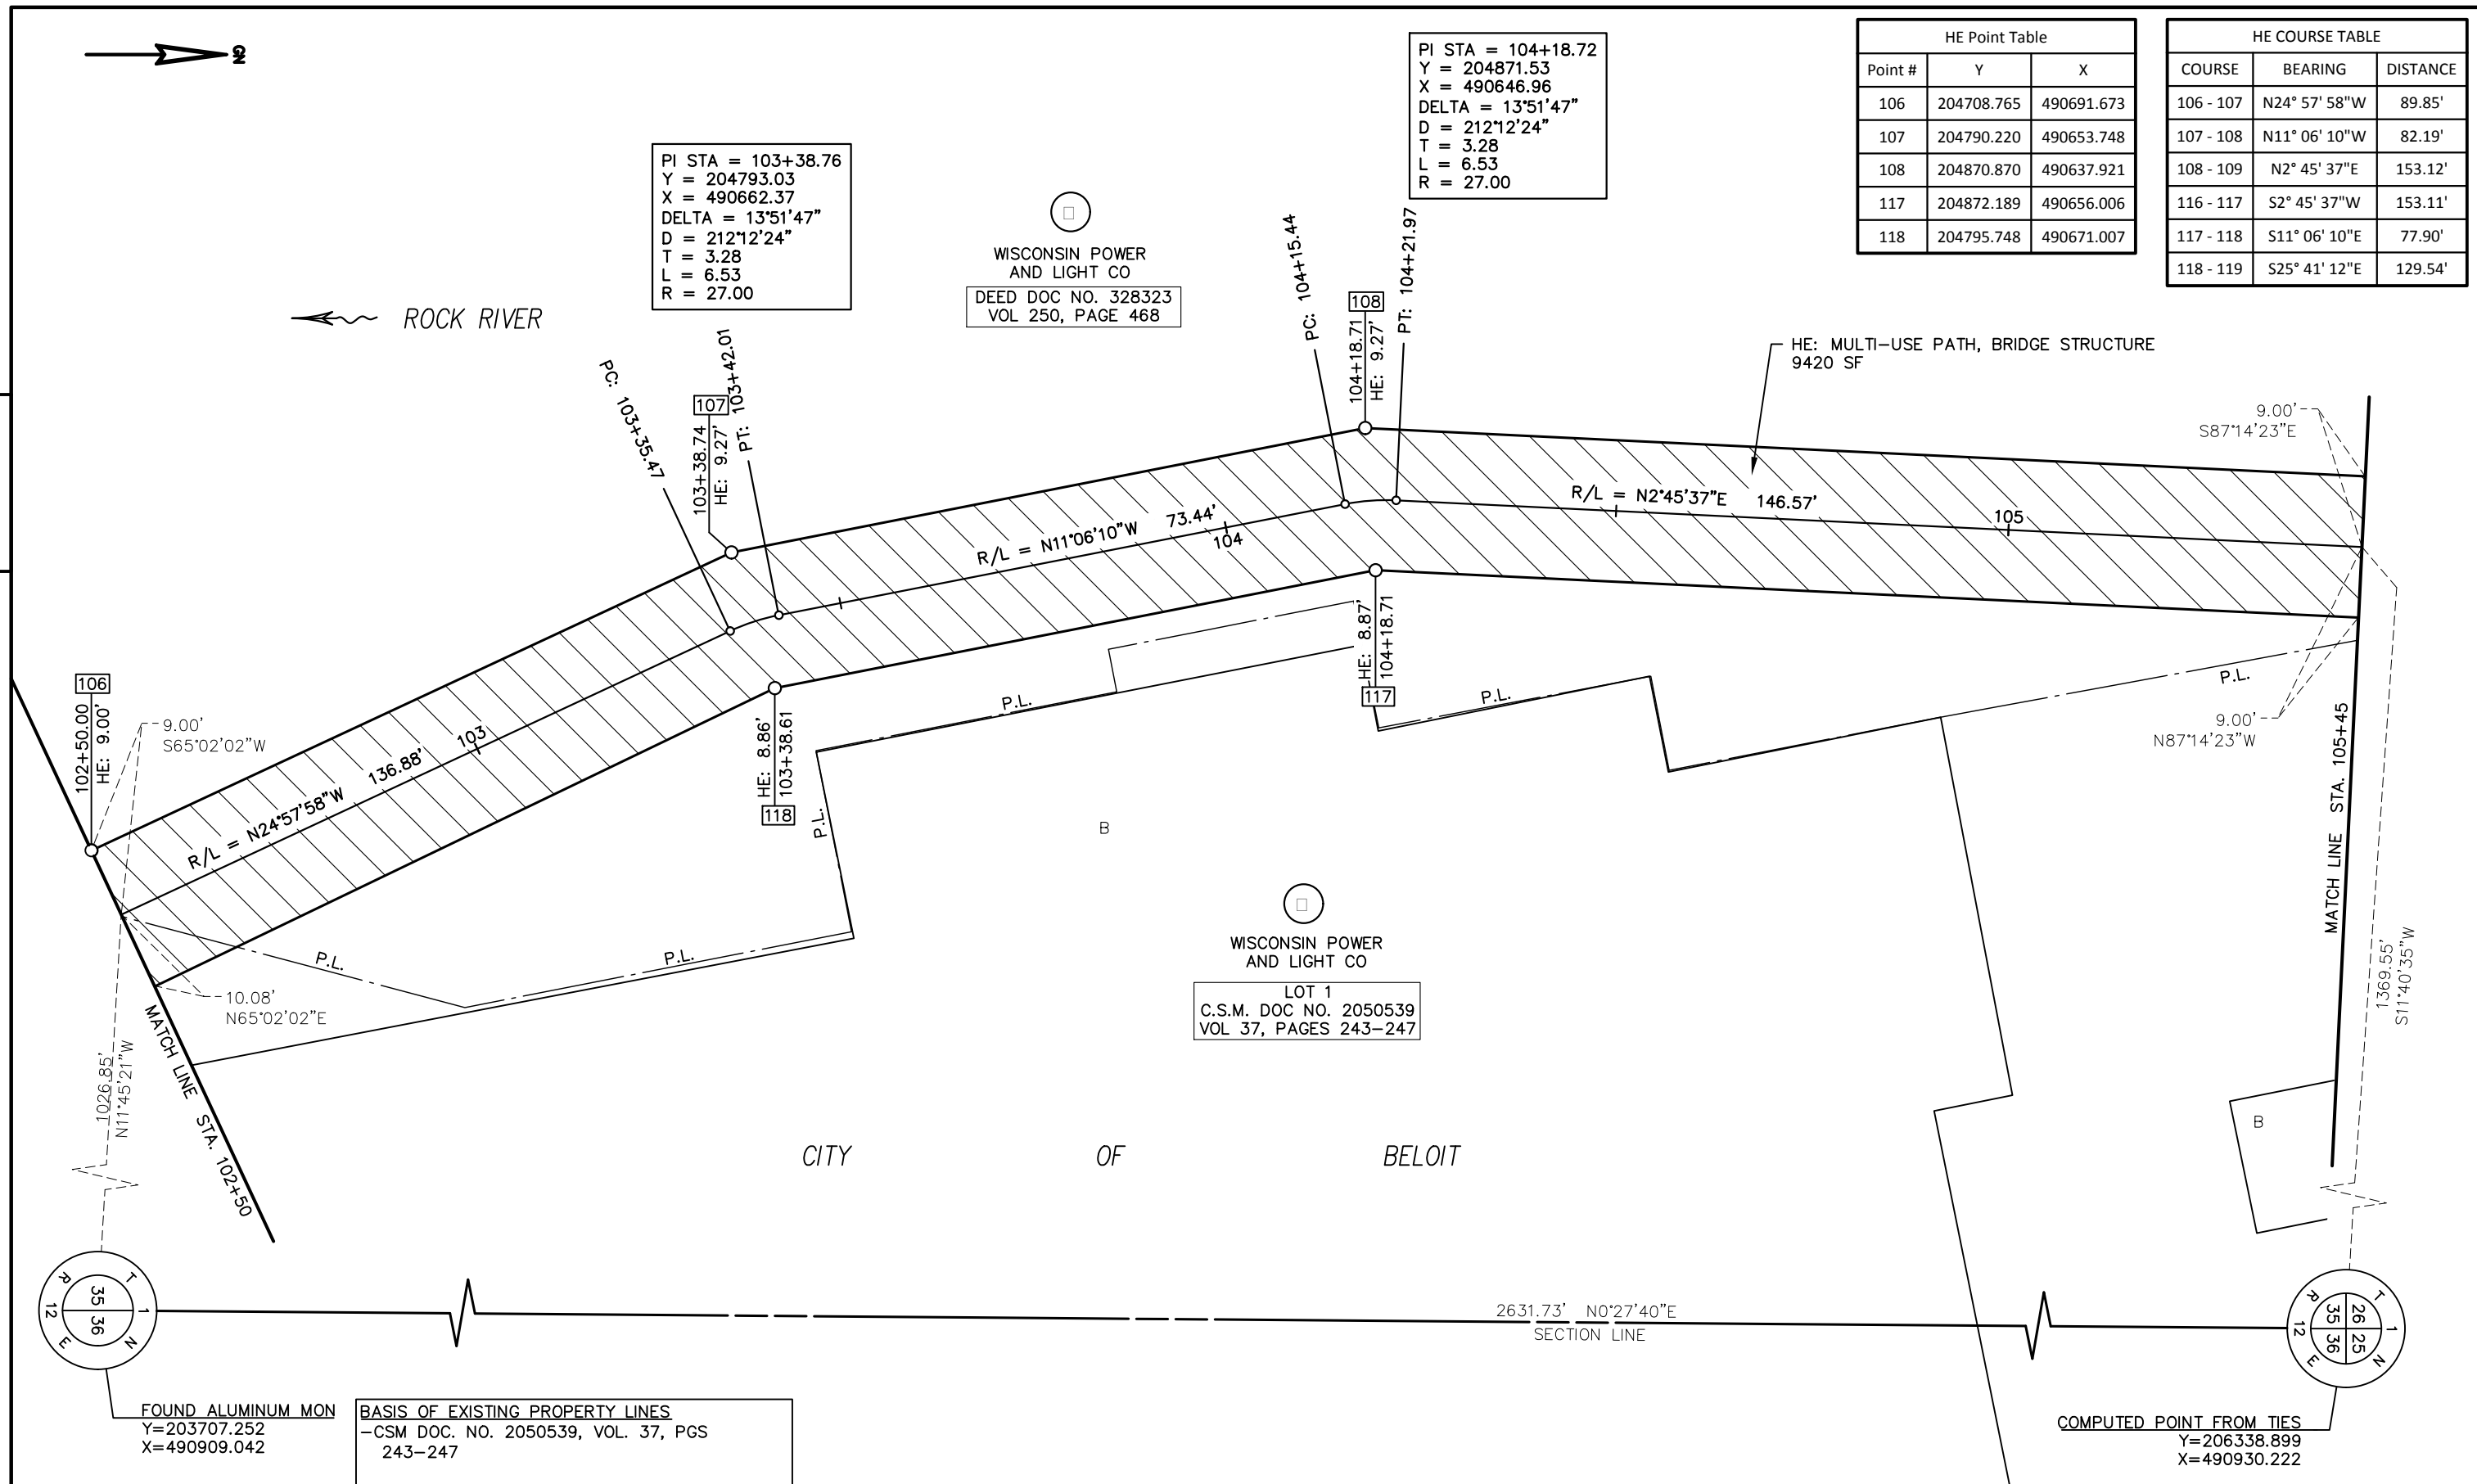 GN
PI STA = 104+18.72
Y = 204871.53
X = 490646.96
DELTA = 13°51'47"
D = 212°12'24"
T = 3.28
L = 6.53
R = 27.00
HE Point Table
Point # Y X
106 204708.765 490691.673
107 204790.220 490653.748
108 204870.870 490637.921
117 204872.189 490656.006
118 204795.748 490671.007
HE COURSE TABLE
COURSE BEARING DISTANCE
106 - 107 N24° 57' 58"W 89.85'
107 - 108 N11° 06' 10"W 82.19'
108 - 109 N2° 45' 37"E 153.12'
116 - 117 S2° 45' 37"W 153.11'
117 - 118 S11° 06' 10"E 77.90'
118 - 119 S25° 41' 12"E 129.54'
PI STA = 103+38.76
Y = 204793.03
X = 490662.37
DELTA = 13°51'47"
D = 212°12'24"
T = 3.28
L = 6.53
R = 27.00
WISCONSIN POWER
AND LIGHT CO
DEED DOC NO. 328323
VOL 250, PAGE 468
ROCK RIVER
PC: 103+35.47
107
103+38.74
HE: 9.27'
PT: 103+42.01
PC: 104+15.44
108
104+18.71
HE: 9.27'
PT: 104+21.97
HE: MULTI-USE PATH, BRIDGE STRUCTURE
9420 SF
9.00'
S87°14'23"E
R/L = N2°45'37"E 146.57'
105
R/L = N11°06'10"W 73.44'
104
106
102+50.00
HE: 9.00'
9.00'
S65°02'02"W
R/L = N24°57'58"W 136.88'
103
HE: 8.86'
103+38.61
118
HE: 8.87'
104+18.71
117
P.L.
P.L.
P.L.
P.L.
P.L.
P.L.
9.00'
N87°14'23"W
MATCH LINE STA. 105+45
B
WISCONSIN POWER
AND LIGHT CO
LOT 1
C.S.M. DOC NO. 2050539
VOL 37, PAGES 243-247
10.08'
N65°02'02"E
MATCH LINE STA. 102+50
1026.85'
N11°45'21"W
1369.55'
S11°40'35"W
B
CITY OF BELOIT
T 1 N
R 12 E
35 36
2631.73' N0°27'40"E
SECTION LINE
T 1 N
R 12 E
26 25
35 36
FOUND ALUMINUM MON
Y=203707.252
X=490909.042
BASIS OF EXISTING PROPERTY LINES
-CSM DOC. NO. 2050539, VOL. 37, PGS
243-247
COMPUTED POINT FROM TIES
Y=206338.899
X=490930.222